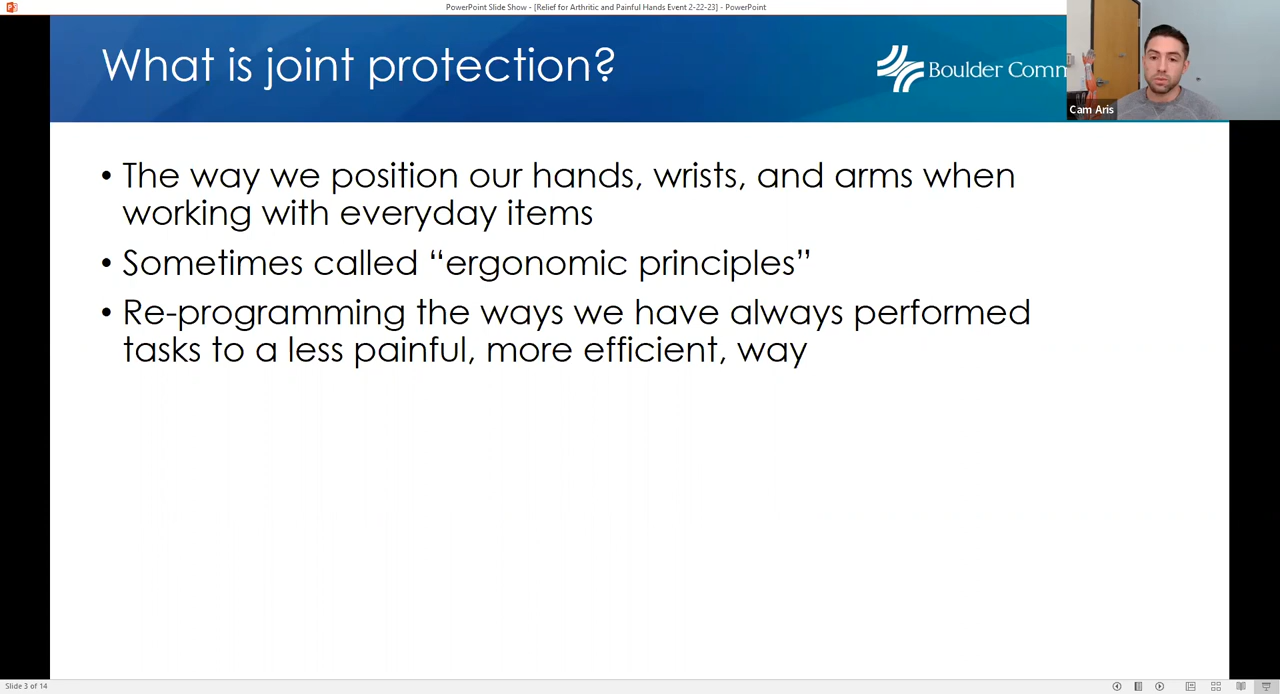 PowerPoint Slide Show - [Relief for Arthritic and Painful Hands Event 2-22-23] - PowerPoint
What is joint protection?
Boulder Comm
Cam Aris
• The way we position our hands, wrists, and arms when
working with everyday items
• Sometimes called “ergonomic principles”
• Re-programming the ways we have always performed
tasks to a less painful, more efficient, way
Slide 3 of 14